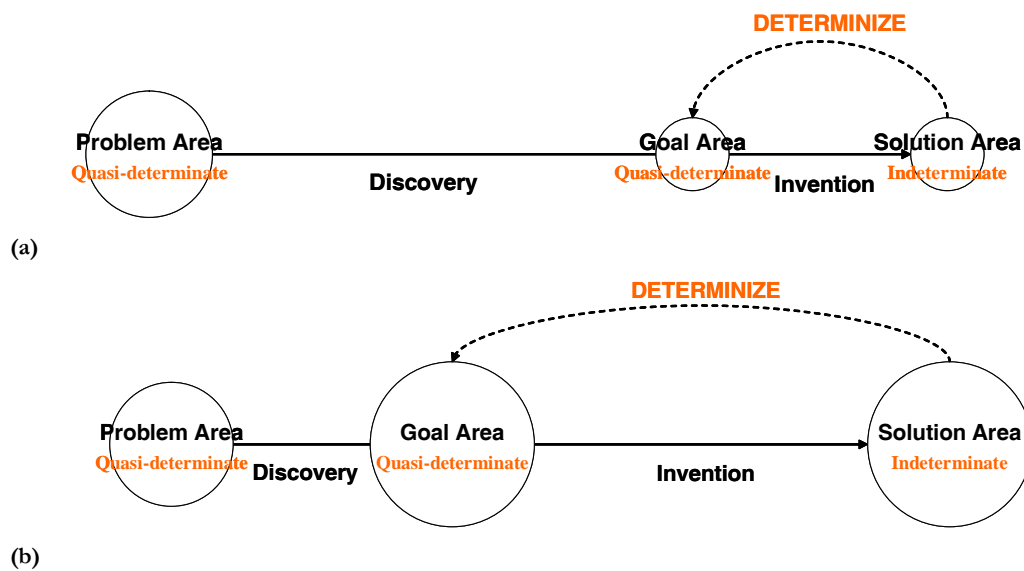 DETERMINIZE
Problem Area
Goal Area
Solution Area
Quasi-determinate
Quasi-determinate
Indeterminate
Discovery
Invention
(a)
DETERMINIZE
Problem Area
Goal Area
Solution Area
Quasi-determinate
Quasi-determinate
Indeterminate
Discovery
Invention
(b)